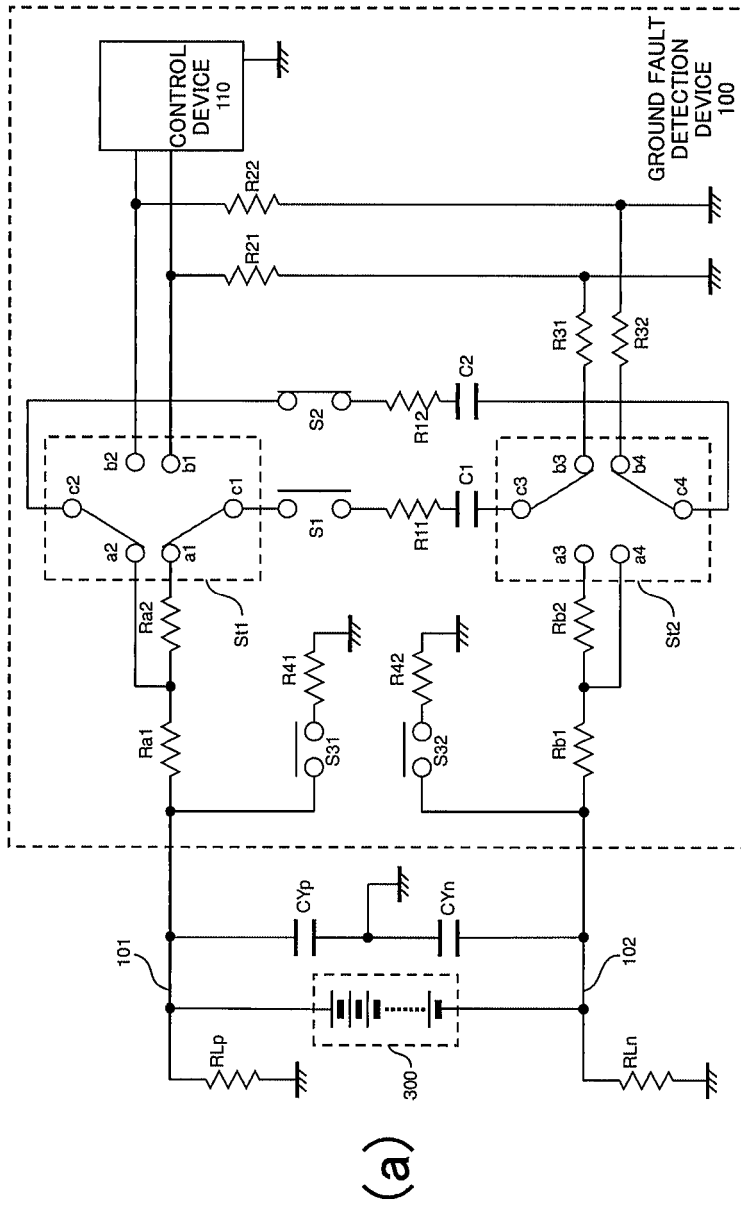 (a)
RLp
RLn
300
101
102
CYp
CYn
Ra1
Rb1
S31
R41
S32
R42
Ra2
Rb2
St1
St2
a2
a1
a3
a4
c2
c1
c3
c4
S1
R11
C1
S2
R12
C2
b2
b1
b3
b4
R31
R32
R21
R22
CONTROL
DEVICE
110
GROUND FAULT
DETECTION
DEVICE
100